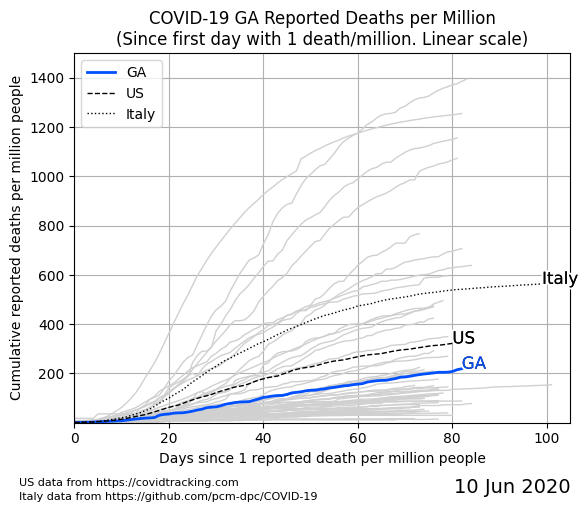 COVID-19 GA Reported Deaths per Million
(Since first day with 1 death/million. Linear scale)
GA
US
Italy
Cumulative reported deaths per million people
1400
1200
1000
800
600
400
200
Italy
US
GA
0 20 40 60 80 100
Days since 1 reported death per million people
US data from https://covidtracking.com
Italy data from https://github.com/pcm-dpc/COVID-19
10 Jun 2020